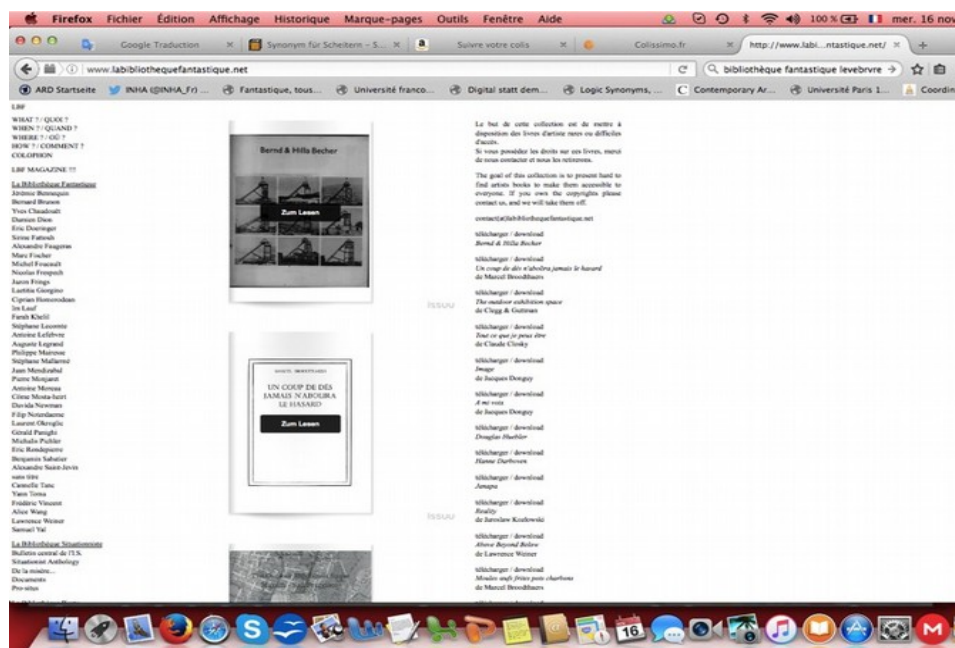 Firefox Fichier Édition Affichage Historique Marque-pages Outils Fenêtre Aide 100 % mer. 16 nov
Google Traduction
Synonym für Scheitern – S...
Suivre votre colis
Colissimo.fr
http://www.labi...ntastique.net/
www.labibliothequefantastique.net
bibliothèque fantastique levebrvre
ARD Startseite
INHA (@INHA_Fr) ...
Fantastique, tous...
Université franco...
Digital statt dem...
Logic Synonyms, ...
Contemporary Ar...
Université Paris 1...
Coordin
LBF
WHAT ? / QUOI ?
WHEN ? / QUAND ?
WHERE ? / OÙ ?
HOW ? / COMMENT ?
COLOPHON
LBF MAGAZINE !!!
La Bibliothèque Fantastique
Jérémie Bennequin
Bernard Brunon
Yves Chaudouët
Damien Dion
Eric Doeringer
Sirine Fattouh
Alexandre Faugeras
Marc Fischer
Michel Foucault
Nicolas Frespech
Jaron Frings
Laetitia Giorgino
Ciprian Homorodean
Im Lauf
Farah Khelil
Stéphane Lecomte
Antoine Lefebvre
Auguste Legrand
Philippe Mairesse
Stéphane Mallarmé
Juan Mendizabal
Pierre Monjaret
Antoine Moreau
Côme Mosta-heirt
Davida Newman
Filip Noterdaeme
Laurent Okroglic
Gérald Panighi
Michalis Pichler
Eric Rondepierre
Benjamin Sabatier
Alexandre Saint-Jevin
sans titre
Cannelle Tanc
Yann Toma
Frédéric Vincent
Alice Wang
Lawrence Weiner
Samuel Yal
La Bibliothèque Situationniste
Bulletin central de l'I.S.
Situationist Anthology
De la misère...
Documents
Pro-situs
Bernd & Hilla Becher
Zum Lesen
issuu
MARCEL BROODTHAERS
UN COUP DE DÉS
JAMAIS N'ABOLIRA
LE HASARD
Zum Lesen
issuu
Le but de cette collection est de mettre à
disposition des livres d'artiste rares ou difficiles
d'accès.
Si vous possédez les droits sur ces livres, merci
de nous contacter et nous les retirerons.
The goal of this collection is to present hard to
find artists books to make them accessible to
everyone. If you own the copyrights please
contact us, and we will take them off.
contact(at)labibliothequefantastique.net
télécharger / download
Bernd & Hilla Becher
télécharger / download
Un coup de dés n'abolira jamais le hasard
de Marcel Broodthaers
télécharger / download
The outdoor exhibition space
de Clegg & Guttman
télécharger / download
Tout ce que je peux être
de Claude Closky
télécharger / download
Image
de Jacques Donguy
télécharger / download
A mi voix
de Jacques Donguy
télécharger / download
Douglas Huebler
télécharger / download
Hanne Darboven
télécharger / download
Janapa
télécharger / download
Reality
de Jaroslaw Kozlowski
télécharger / download
Above Beyond Below
de Lawrence Weiner
télécharger / download
Moules œufs frites pots charbons
de Marcel Broodthaers
16